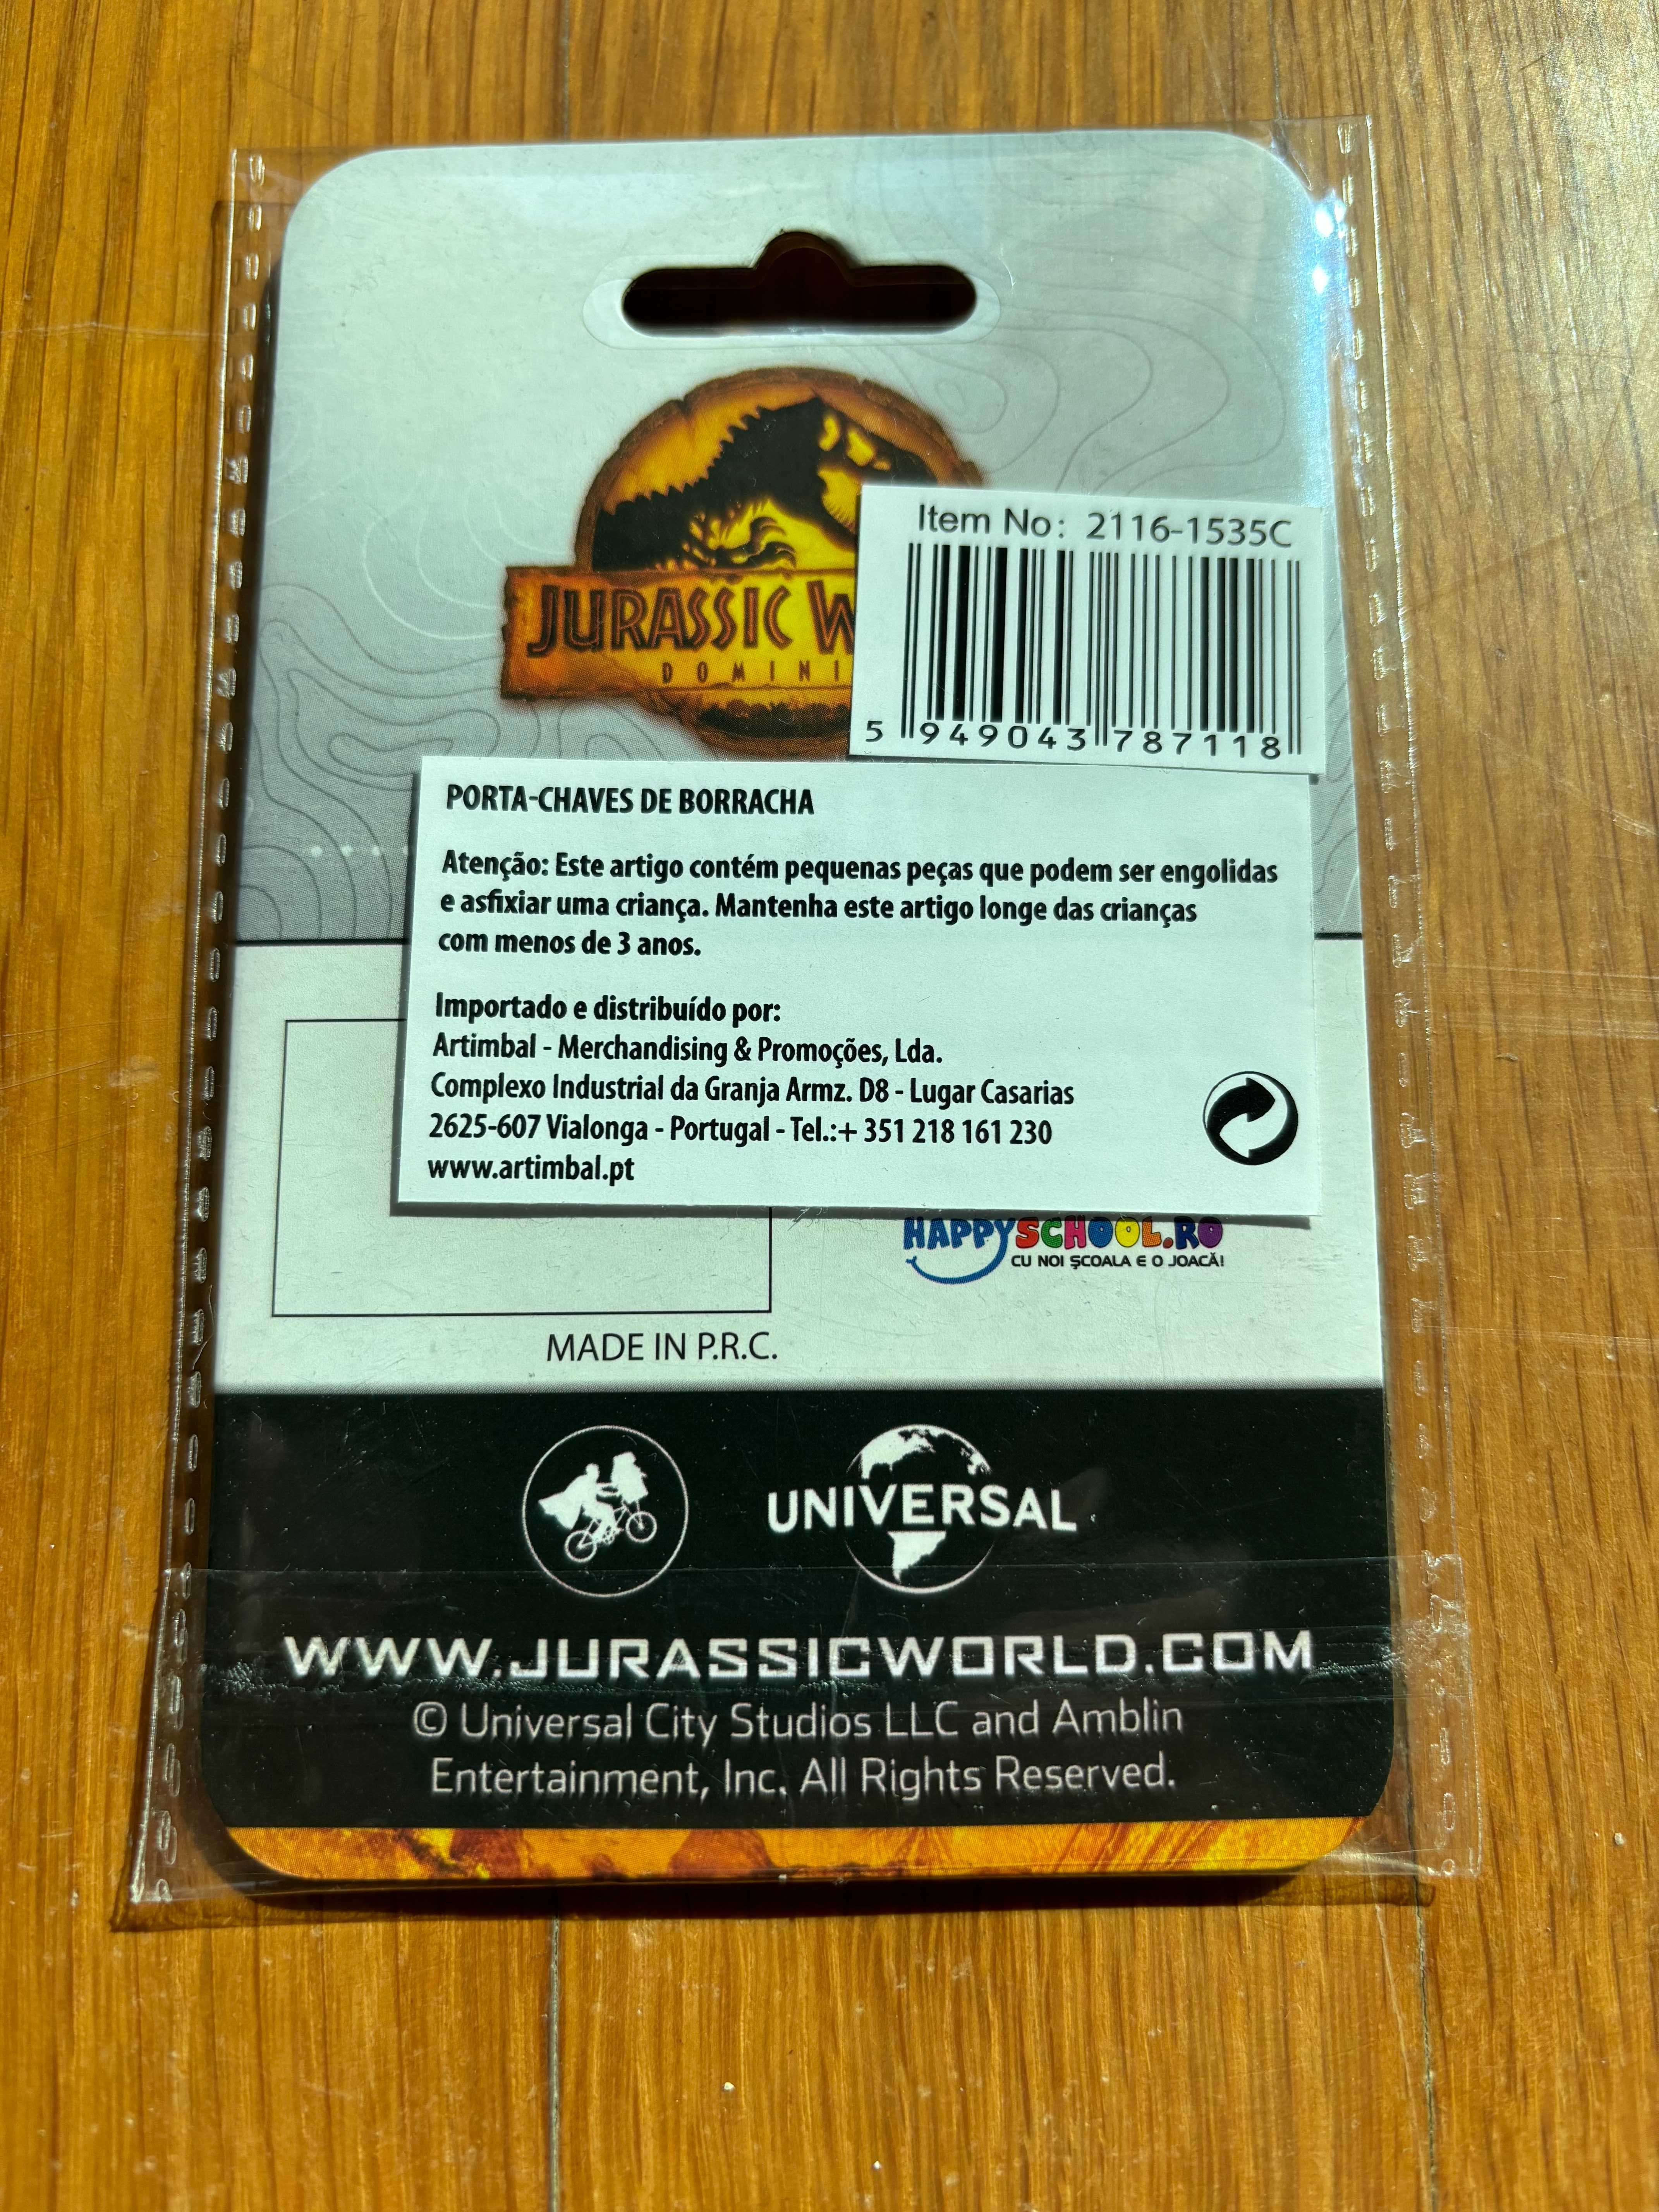 Item No: 2116-1535C
JURASSIC W
DOMINI
5 949043 787118
PORTA-CHAVES DE BORRACHA
Atenção: Este artigo contém pequenas peças que podem ser engolidas
e asfixiar uma criança. Mantenha este artigo longe das crianças
com menos de 3 anos.
Importado e distribuído por:
Artimbal - Merchandising & Promoções, Lda.
Complexo Industrial da Granja Armz. D8 - Lugar Casarias
2625-607 Vialonga - Portugal - Tel.:+ 351 218 161 230
www.artimbal.pt
HAPPYSCHOOL.RO
CU NOI ŞCOALA E O JOACĂ!
MADE IN P.R.C.
UNIVERSAL
WWW.JURASSICWORLD.COM
© Universal City Studios LLC and Amblin
Entertainment, Inc. All Rights Reserved.